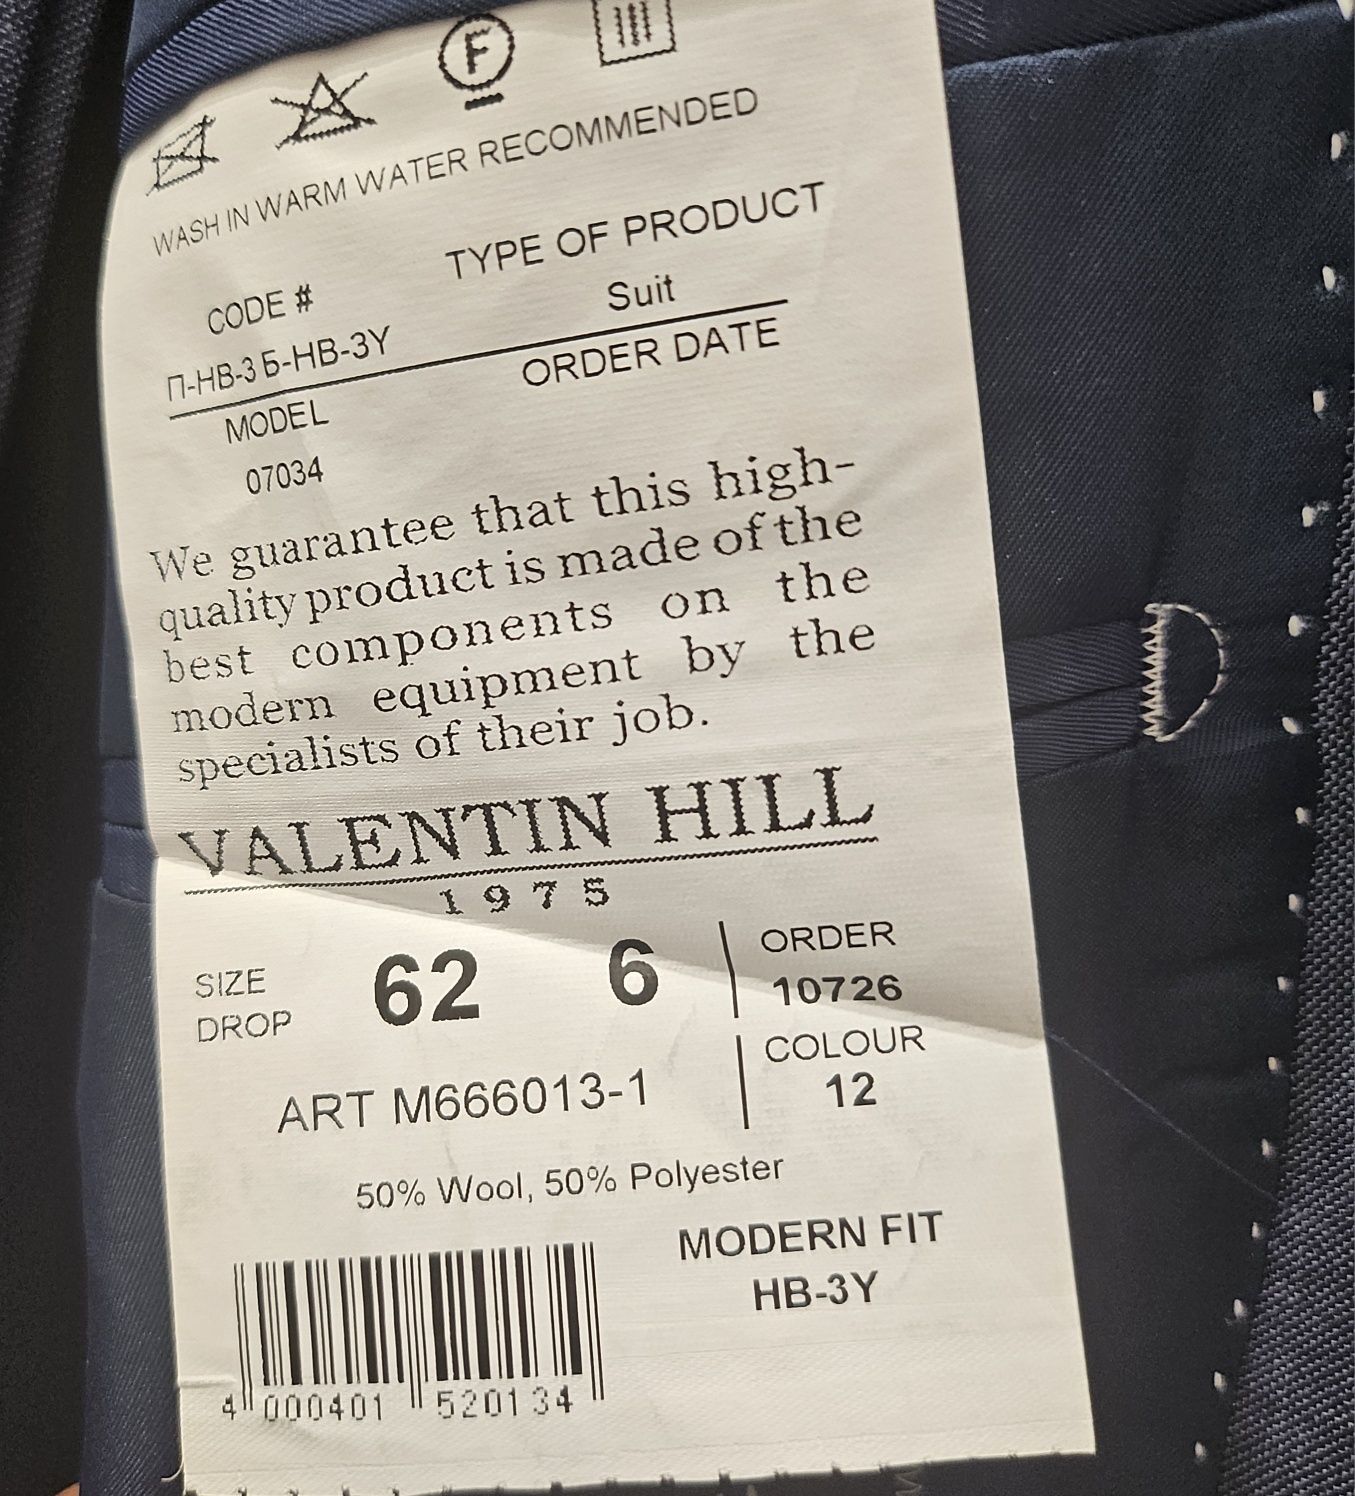 F
WASH IN WARM WATER RECOMMENDED
CODE #
TYPE OF PRODUCT
П-НВ-3 Б-НВ-3Y
Suit
MODEL
ORDER DATE
07034
We guarantee that this high-
quality product is made of the
best components on the
modern equipment by the
specialists of their job.
VALENTIN HILL
1975
SIZE
DROP
62 6
ORDER
10726
COLOUR
12
ART M666013-1
50% Wool, 50% Polyester
MODERN FIT
HB-3Y
4 000401 520134